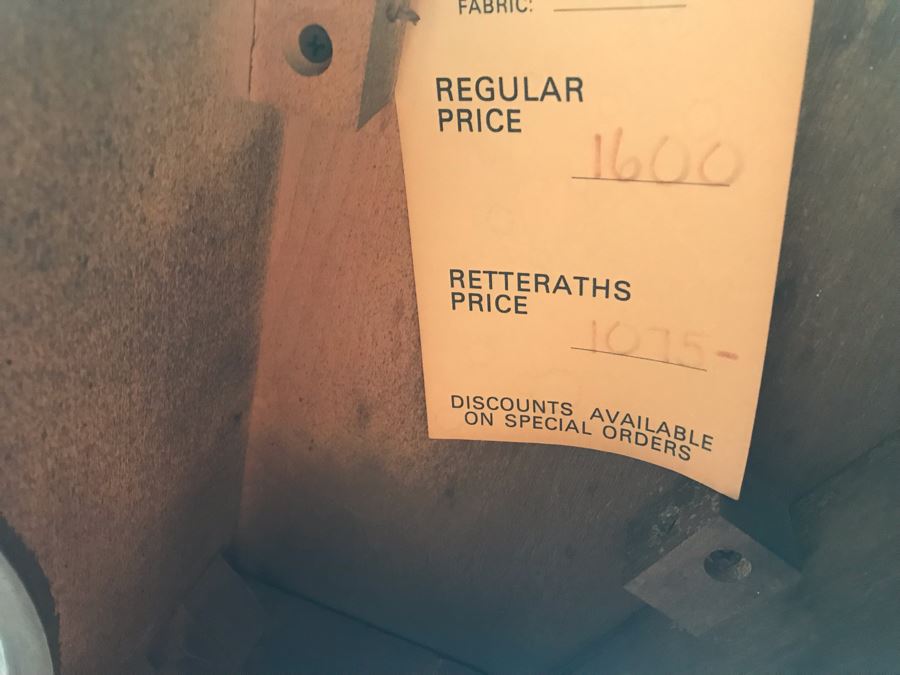 FABRIC:
REGULAR
PRICE
1600
RETTERATHS
PRICE
1075-
DISCOUNTS AVAILABLE
ON SPECIAL ORDERS